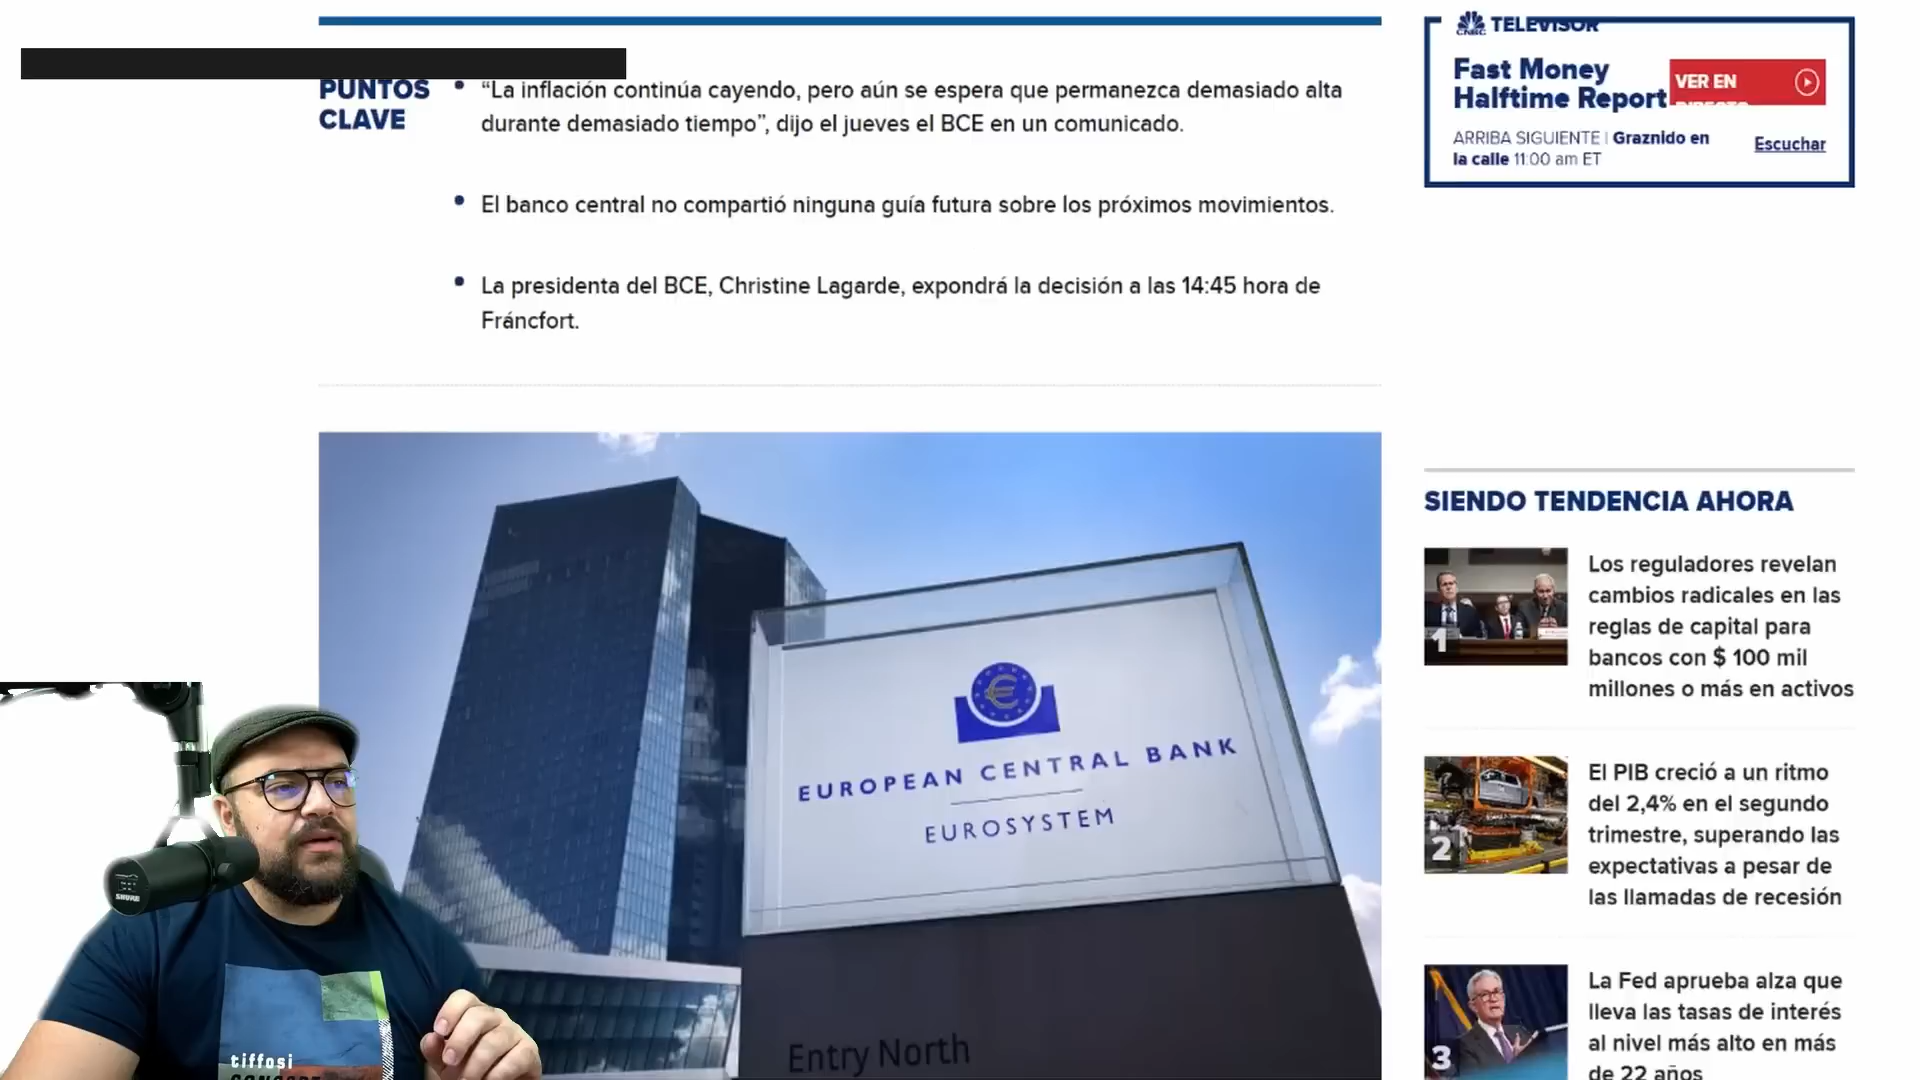 PUNTOS
CLAVE
“La inflación continúa cayendo, pero aún se espera que permanezca demasiado alta
durante demasiado tiempo”, dijo el jueves el BCE en un comunicado.
El banco central no compartió ninguna guía futura sobre los próximos movimientos.
La presidenta del BCE, Christine Lagarde, expondrá la decisión a las 14:45 hora de
Fráncfort.
CNBC TELEVISOR
Fast Money
Halftime Report
VER EN
DIRECTO
ARRIBA SIGUIENTE | Graznido en
la calle 11:00 am ET
Escuchar
EUROPEAN CENTRAL BANK
EUROSYSTEM
Entry North
SIENDO TENDENCIA AHORA
1
Los reguladores revelan
cambios radicales en las
reglas de capital para
bancos con $ 100 mil
millones o más en activos
2
El PIB creció a un ritmo
del 2,4% en el segundo
trimestre, superando las
expectativas a pesar de
las llamadas de recesión
3
La Fed aprueba alza que
lleva las tasas de interés
al nivel más alto en más
de 22 años
SHURE
tiffosi
CONCEPT